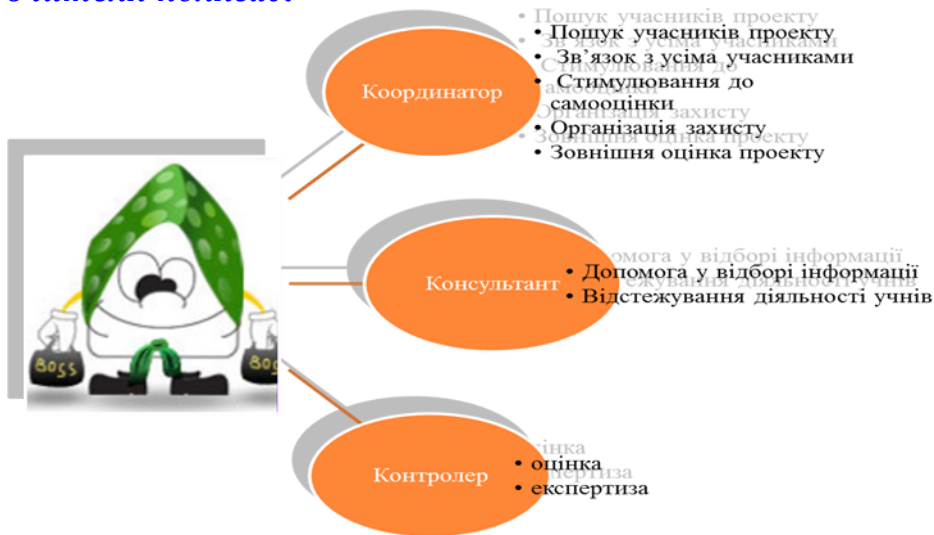 Координатор
• Пошук учасників проекту
• Зв’язок з усіма учасниками
• Стимулювання до
самооцінки
• Організація захисту
• Зовнішня оцінка проекту
Консультант
• Допомога у відборі інформації
• Відстежування діяльності учнів
BOSS
BOS
Контролер
• оцінка
• експертиза